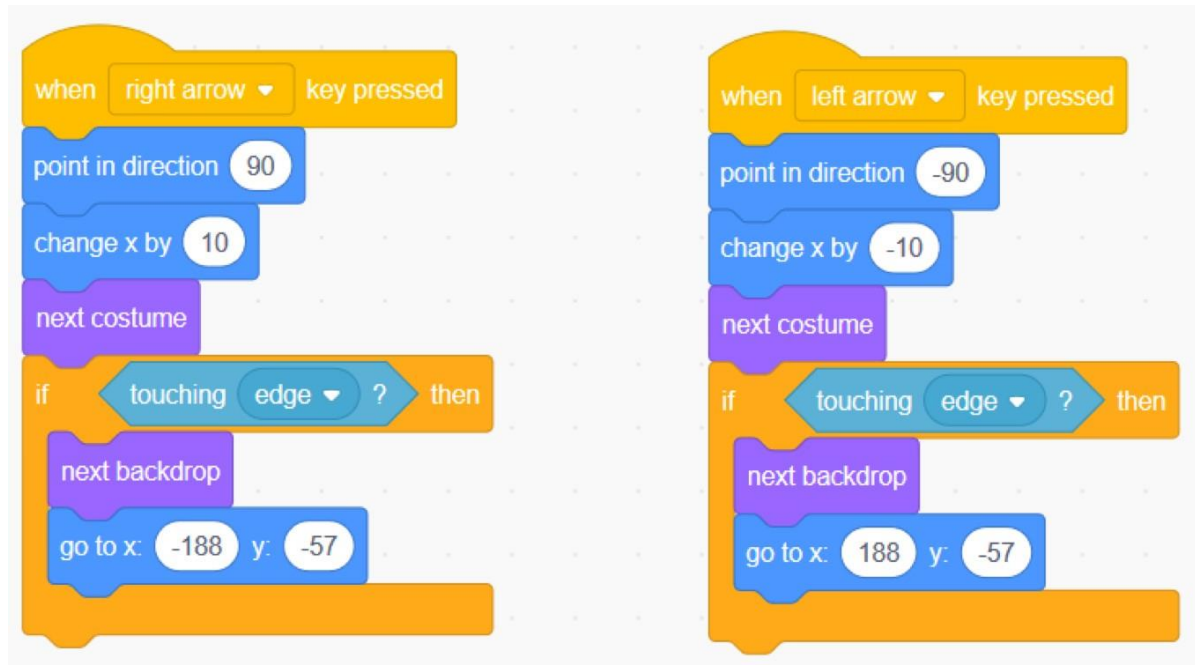 when right arrow key pressed
point in direction 90
change x by 10
next costume
if touching edge ? then
next backdrop
go to x: -188 y: -57
when left arrow key pressed
point in direction -90
change x by -10
next costume
if touching edge ? then
next backdrop
go to x: 188 y: -57